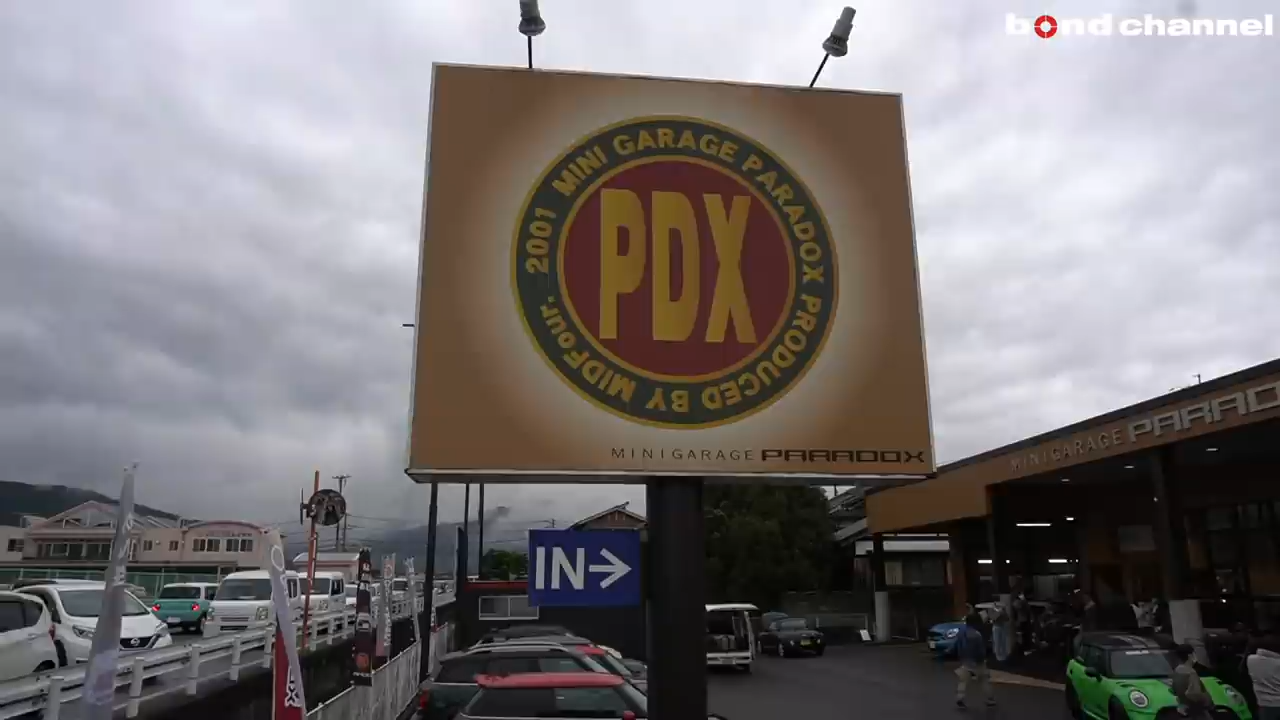 bond channel
2001 MINI GARAGE PARADOX PRODUCED BY MIDFour.
PDX
MINI GARAGE PARADOX
MINI GARAGE PARADO
IN→